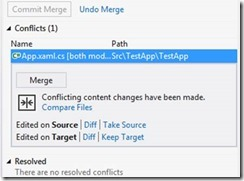 Commit Merge Undo Merge
Conflicts (1)
Name Path
App.xaml.cs [both mod... Src\TestApp\TestApp
Merge
Conflicting content changes have been made.
Compare Files
Edited on Source | Diff | Take Source
Edited on Target | Diff | Keep Target
Resolved
There are no resolved conflicts